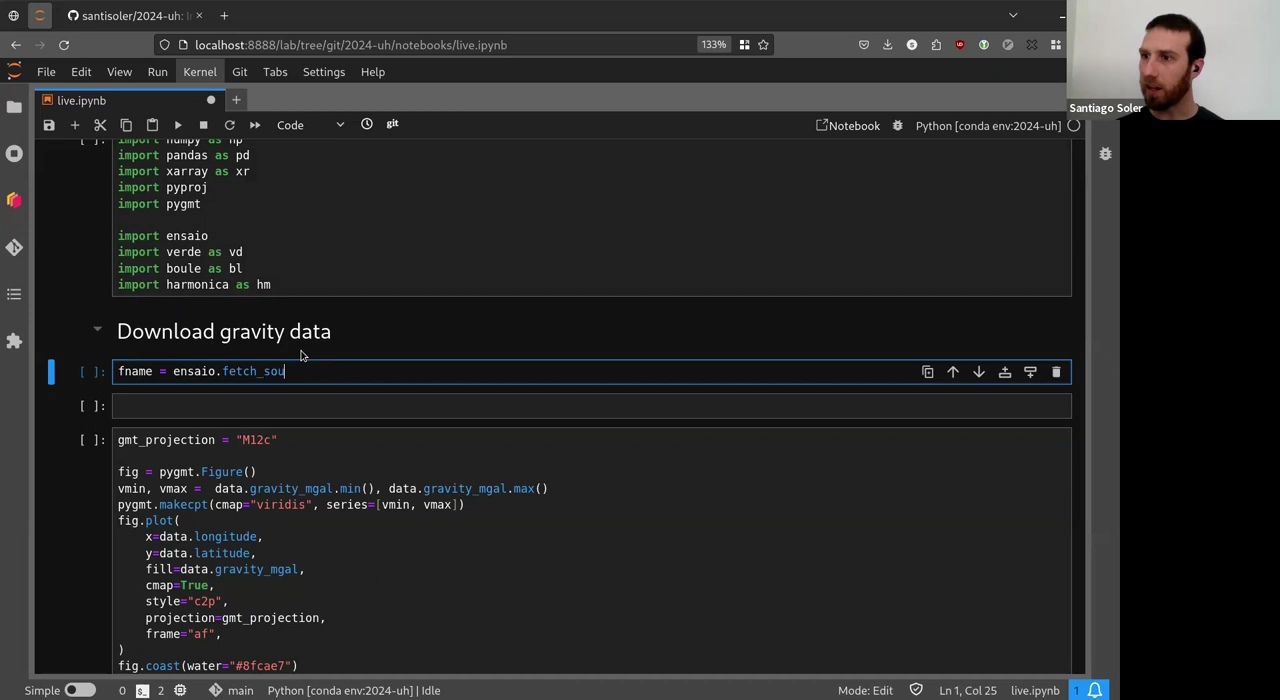 santisoler/2024-uh:
localhost:8888/lab/tree/git/2024-uh/notebooks/live.ipynb
133%
File Edit View Run Kernel Git Tabs Settings Help
live.ipynb
Code
git
Notebook
Python [conda env:2024-uh]
Santiago Soler
[ ]:
import numpy as np
import pandas as pd
import xarray as xr
import pyproj
import pygmt
import ensaio
import verde as vd
import boule as bl
import harmonica as hm
Download gravity data
[ ]:
fname = ensaio.fetch_sou
[ ]:
[ ]:
gmt_projection = "M12c"
fig = pygmt.Figure()
vmin, vmax =  data.gravity_mgal.min(), data.gravity_mgal.max()
pygmt.makecpt(cmap="viridis", series=[vmin, vmax])
fig.plot(
    x=data.longitude,
    y=data.latitude,
    fill=data.gravity_mgal,
    cmap=True,
    style="c2p",
    projection=gmt_projection,
    frame="af",
)
fig.coast(water="#8fcae7")
Simple 0 2 main Python [conda env:2024-uh] | Idle Mode: Edit Ln 1, Col 25 live.ipynb 1